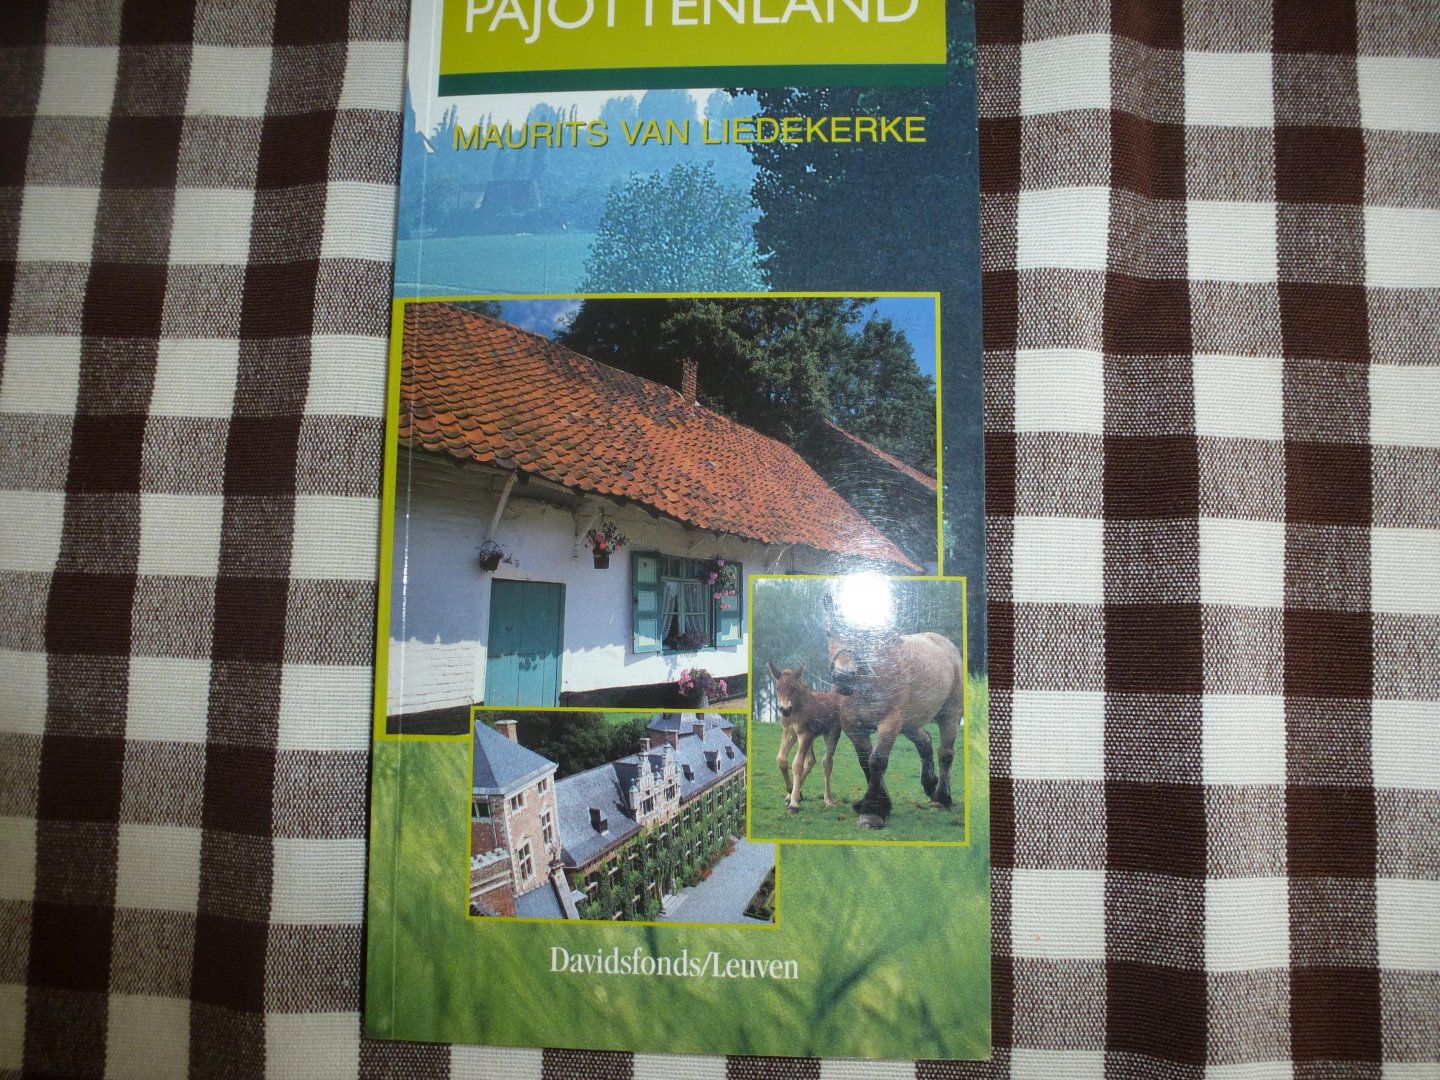 PAJOTTENLAND
MAURITS VAN LIEDEKERKE
Davidsfonds/Leuven